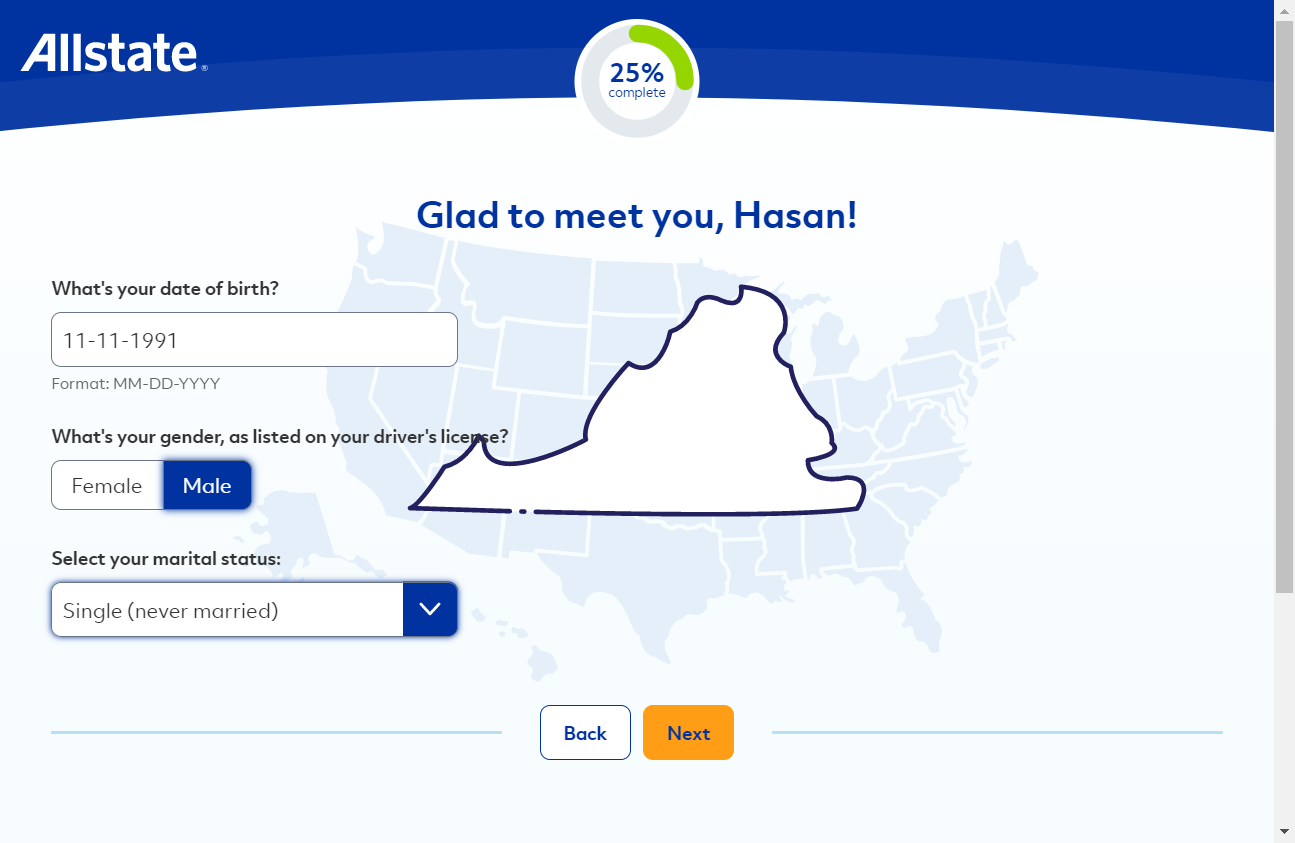 Allstate®
25%
complete
Glad to meet you, Hasan!
What's your date of birth?
11-11-1991
Format: MM-DD-YYYY
What's your gender, as listed on your driver's license?
Female Male
Select your marital status:
Single (never married)
Back Next